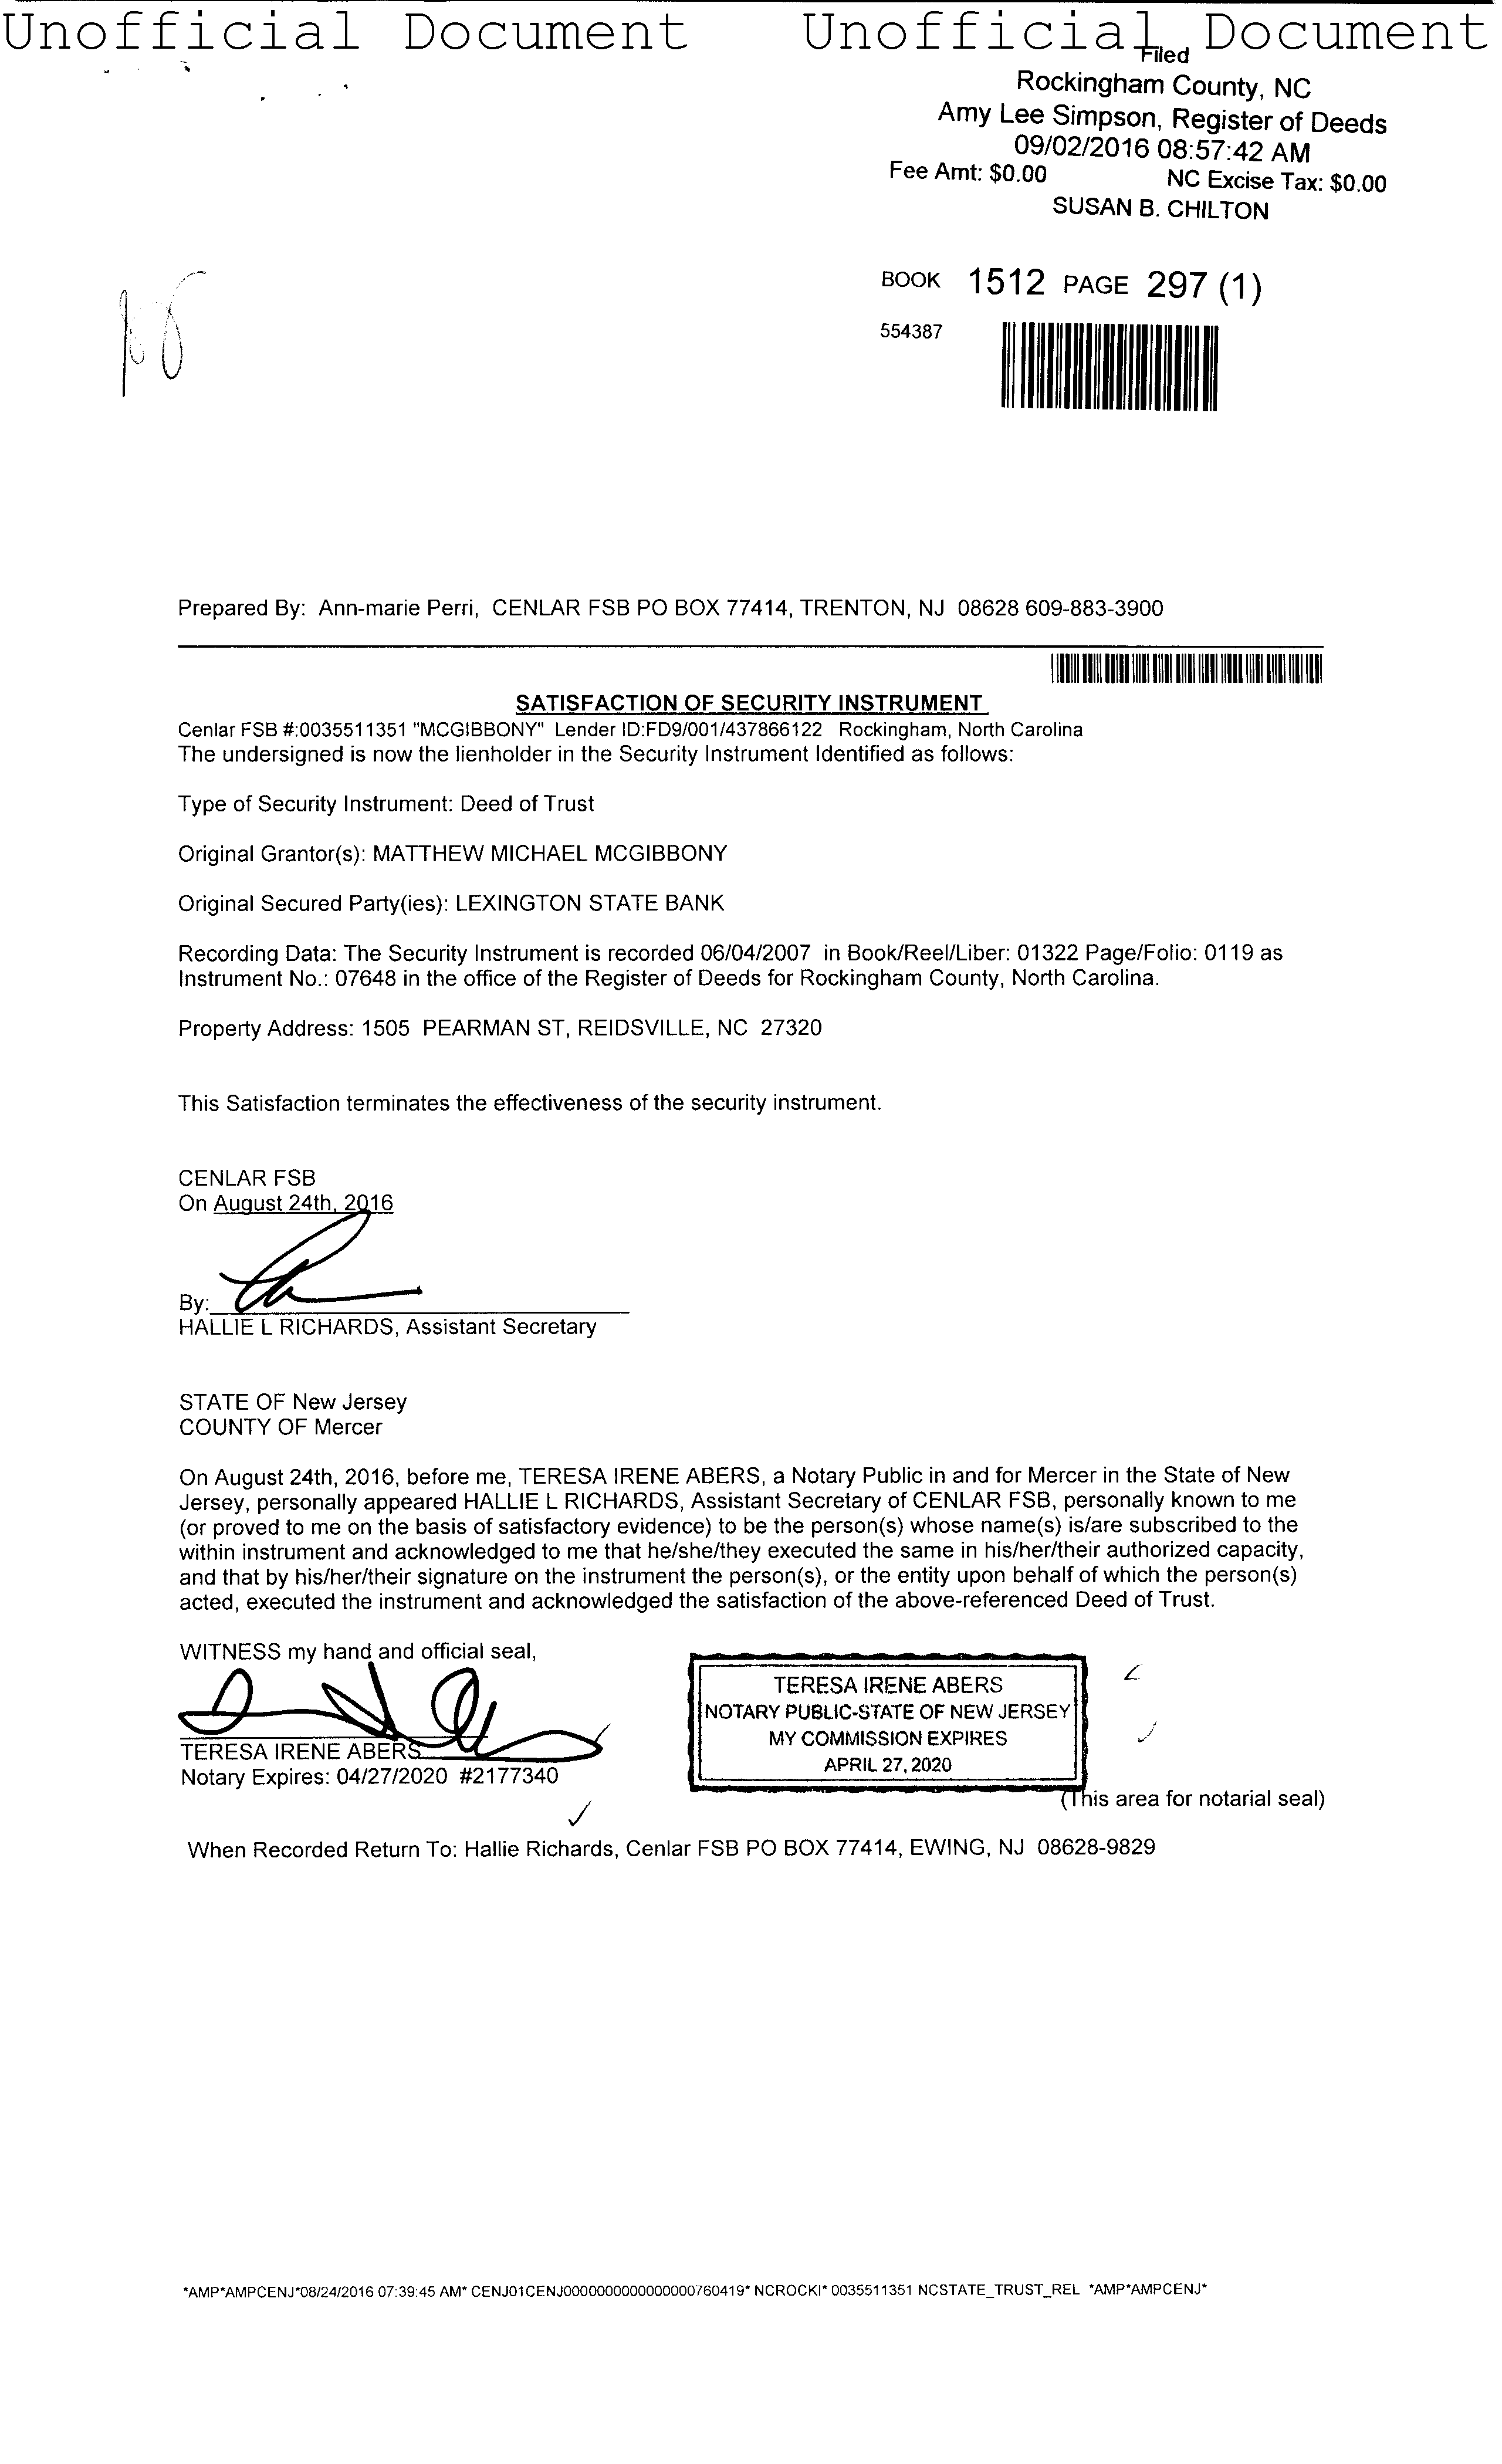 Unofficial Document Unofficial Document
Filed
Rockingham County, NC
Amy Lee Simpson, Register of Deeds
09/02/2016 08:57:42 AM
Fee Amt: $0.00 NC Excise Tax: $0.00
SUSAN B. CHILTON
BOOK 1512 PAGE 297 (1)
554387
Prepared By: Ann-marie Perri, CENLAR FSB PO BOX 77414, TRENTON, NJ 08628 609-883-3900
SATISFACTION OF SECURITY INSTRUMENT
Cenlar FSB #:0035511351 "MCGIBBONY" Lender ID:FD9/001/437866122 Rockingham, North Carolina
The undersigned is now the lienholder in the Security Instrument Identified as follows:
Type of Security Instrument: Deed of Trust
Original Grantor(s): MATTHEW MICHAEL MCGIBBONY
Original Secured Party(ies): LEXINGTON STATE BANK
Recording Data: The Security Instrument is recorded 06/04/2007 in Book/Reel/Liber: 01322 Page/Folio: 0119 as
Instrument No.: 07648 in the office of the Register of Deeds for Rockingham County, North Carolina.
Property Address: 1505 PEARMAN ST, REIDSVILLE, NC 27320
This Satisfaction terminates the effectiveness of the security instrument.
CENLAR FSB
On August 24th, 2016
By:
HALLIE L RICHARDS, Assistant Secretary
STATE OF New Jersey
COUNTY OF Mercer
On August 24th, 2016, before me, TERESA IRENE ABERS, a Notary Public in and for Mercer in the State of New
Jersey, personally appeared HALLIE L RICHARDS, Assistant Secretary of CENLAR FSB, personally known to me
(or proved to me on the basis of satisfactory evidence) to be the person(s) whose name(s) is/are subscribed to the
within instrument and acknowledged to me that he/she/they executed the same in his/her/their authorized capacity,
and that by his/her/their signature on the instrument the person(s), or the entity upon behalf of which the person(s)
acted, executed the instrument and acknowledged the satisfaction of the above-referenced Deed of Trust.
WITNESS my hand and official seal,
TERESA IRENE ABERS
Notary Expires: 04/27/2020 #2177340
TERESA IRENE ABERS
NOTARY PUBLIC-STATE OF NEW JERSEY
MY COMMISSION EXPIRES
APRIL 27, 2020
(This area for notarial seal)
When Recorded Return To: Hallie Richards, Cenlar FSB PO BOX 77414, EWING, NJ 08628-9829
*AMP*AMPCENJ*08/24/2016 07:39:45 AM* CENJ01CENJ0000000000000000760419* NCROCKI* 0035511351 NCSTATE_TRUST_REL *AMP*AMPCENJ*